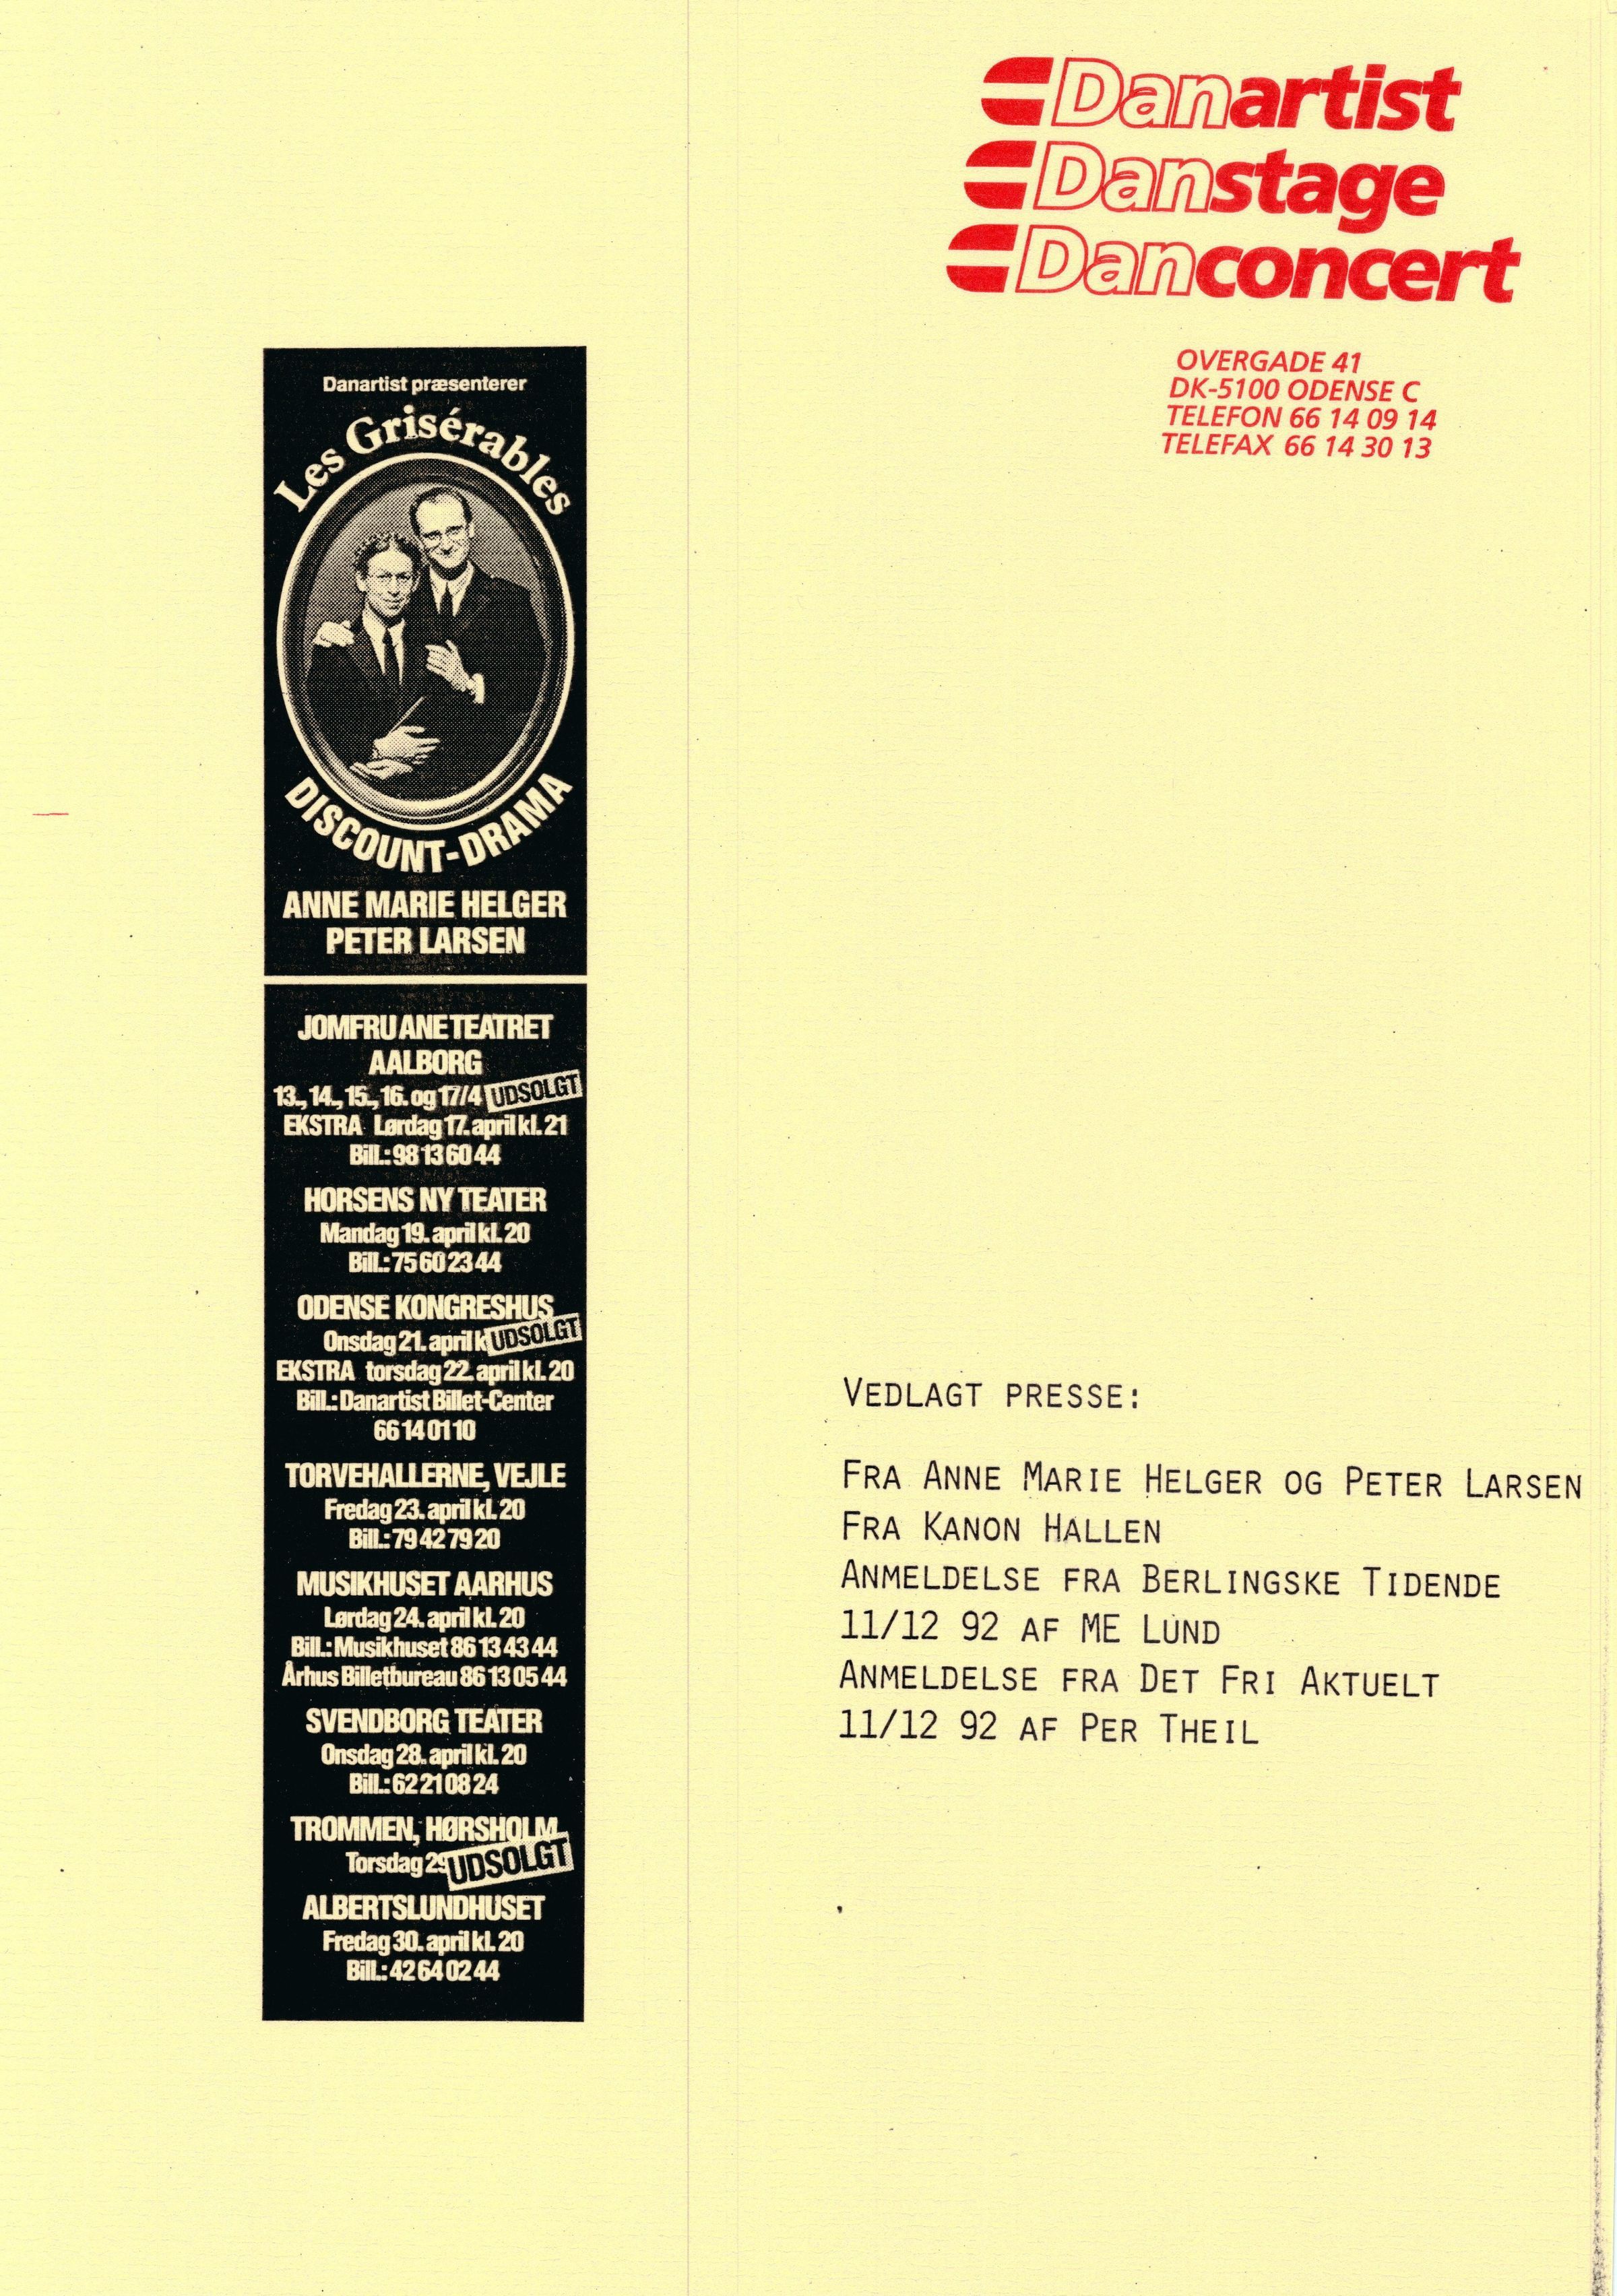 Danartist
Danstage
Danconcert
OVERGADE 41
DK-5100 ODENSE C
TELEFON 66 14 09 14
TELEFAX 66 14 30 13
Danartist præsenterer
Les Grisérables
DISCOUNT-DRAMA
ANNE MARIE HELGER
PETER LARSEN
JOMFRU ANE TEATRET
AALBORG
13., 14., 15., 16. og 17/4 UDSOLGT
EKSTRA Lørdag 17. april kl. 21
Bill.: 98 13 60 44
HORSENS NY TEATER
Mandag 19. april kl. 20
Bill.: 75 60 23 44
ODENSE KONGRESHUS
Onsdag 21. april k UDSOLGT
EKSTRA torsdag 22. april kl. 20
Bill.: Danartist Billet-Center
66 14 01 10
TORVEHALLERNE, VEJLE
Fredag 23. april kl. 20
Bill.: 79 42 79 20
MUSIKHUSET AARHUS
Lørdag 24. april kl. 20
Bill.: Musikhuset 86 13 43 44
Århus Billetbureau 86 13 05 44
SVENDBORG TEATER
Onsdag 28. april kl. 20
Bill.: 62 21 08 24
TROMMEN, HØRSHOLM
Torsdag 29 UDSOLGT
ALBERTSLUNDHUSET
Fredag 30. april kl. 20
Bill.: 42 64 02 44
VEDLAGT PRESSE:
FRA ANNE MARIE HELGER OG PETER LARSEN
FRA KANON HALLEN
ANMELDELSE FRA BERLINGSKE TIDENDE
11/12 92 AF ME LUND
ANMELDELSE FRA DET FRI AKTUELT
11/12 92 AF PER THEIL